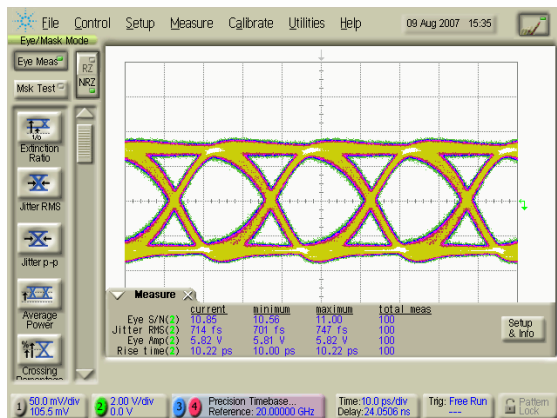 File Control Setup Measure Calibrate Utilities Help 09 Aug 2007 15:35
Eye/Mask Mode
Eye Meas
RZ
NRZ
Msk Test
1/0
Extinction
Ratio
Jitter RMS
Jitter p-p
Average
Power
%
Crossing
Percentage
Measure
current minimum maximum total meas
Eye S/N(2) 10.85 10.56 11.00 100
Jitter RMS(2) 714 fs 701 fs 747 fs 100
Eye Amp(2) 5.82 V 5.81 V 5.82 V 100
Rise time(2) 10.22 ps 10.00 ps 10.22 ps 100
Setup
& Info
1 50.0 mV/div
105.5 mV
2 2.00 V/div
0.0 V
3 4 Precision Timebase...
Reference: 20.00000 GHz
Time:10.0 ps/div
Delay:24.0506 ns
Trig: Free Run
---
Pattern
Lock